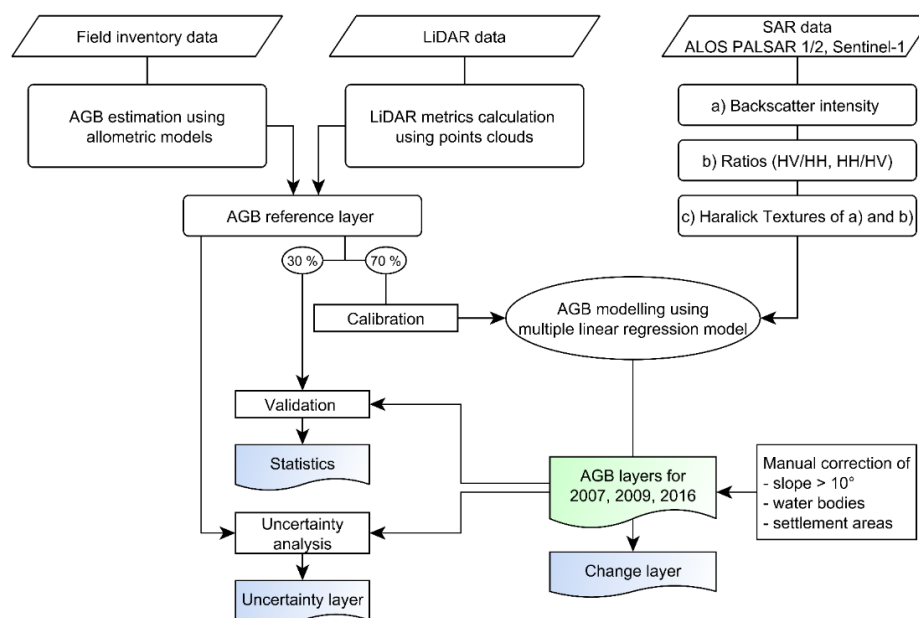 Field inventory data
LiDAR data
SAR data
ALOS PALSAR 1/2, Sentinel-1
AGB estimation using
allometric models
LiDAR metrics calculation
using points clouds
a) Backscatter intensity
b) Ratios (HV/HH, HH/HV)
c) Haralick Textures of a) and b)
AGB reference layer
30 %
70 %
Calibration
AGB modelling using
multiple linear regression model
Validation
Statistics
AGB layers for
2007, 2009, 2016
Manual correction of
- slope > 10°
- water bodies
- settlement areas
Uncertainty
analysis
Change layer
Uncertainty layer